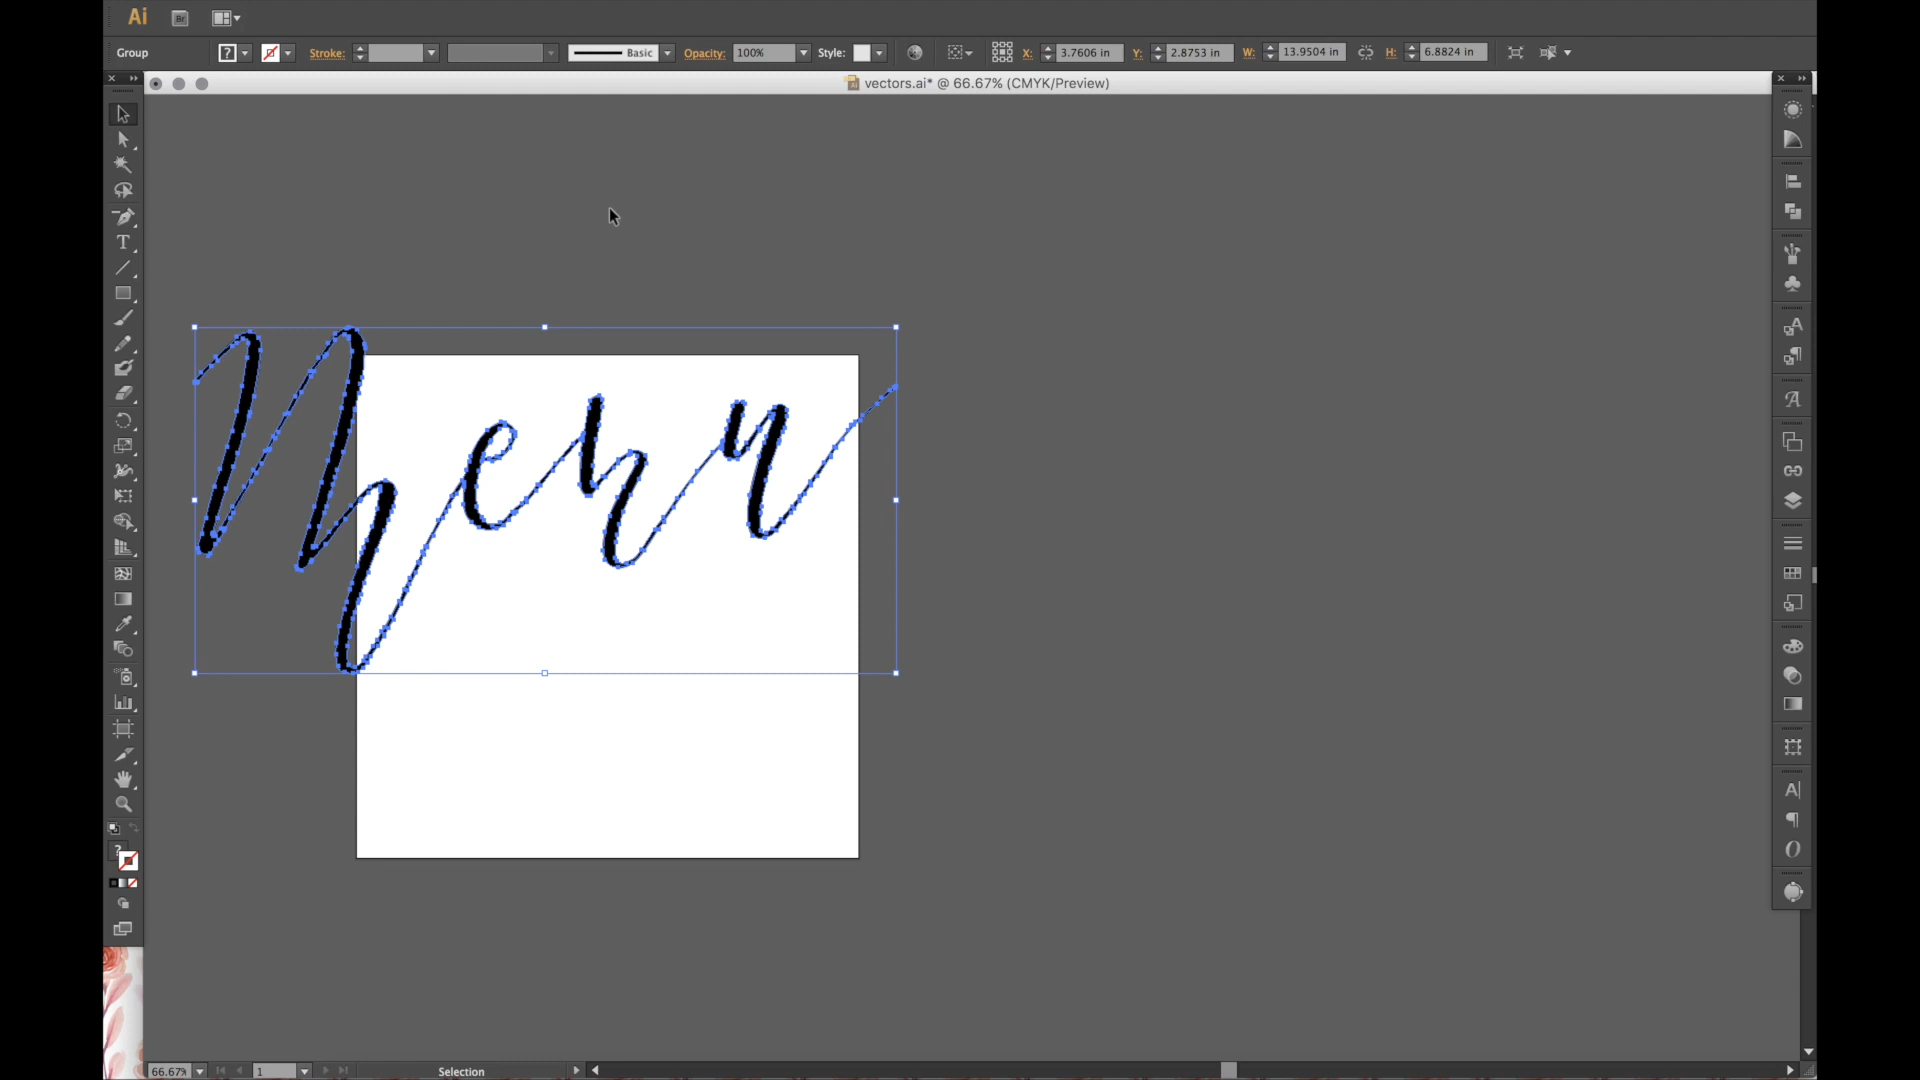 Ai Br
Group ? Stroke: Basic Opacity: 100% Style: X: 3.7606 in Y: 2.8753 in W: 13.9504 in H: 6.8824 in
vectors.ai* @ 66.67% (CMYK/Preview)
Merry
66.67% 1 Selection